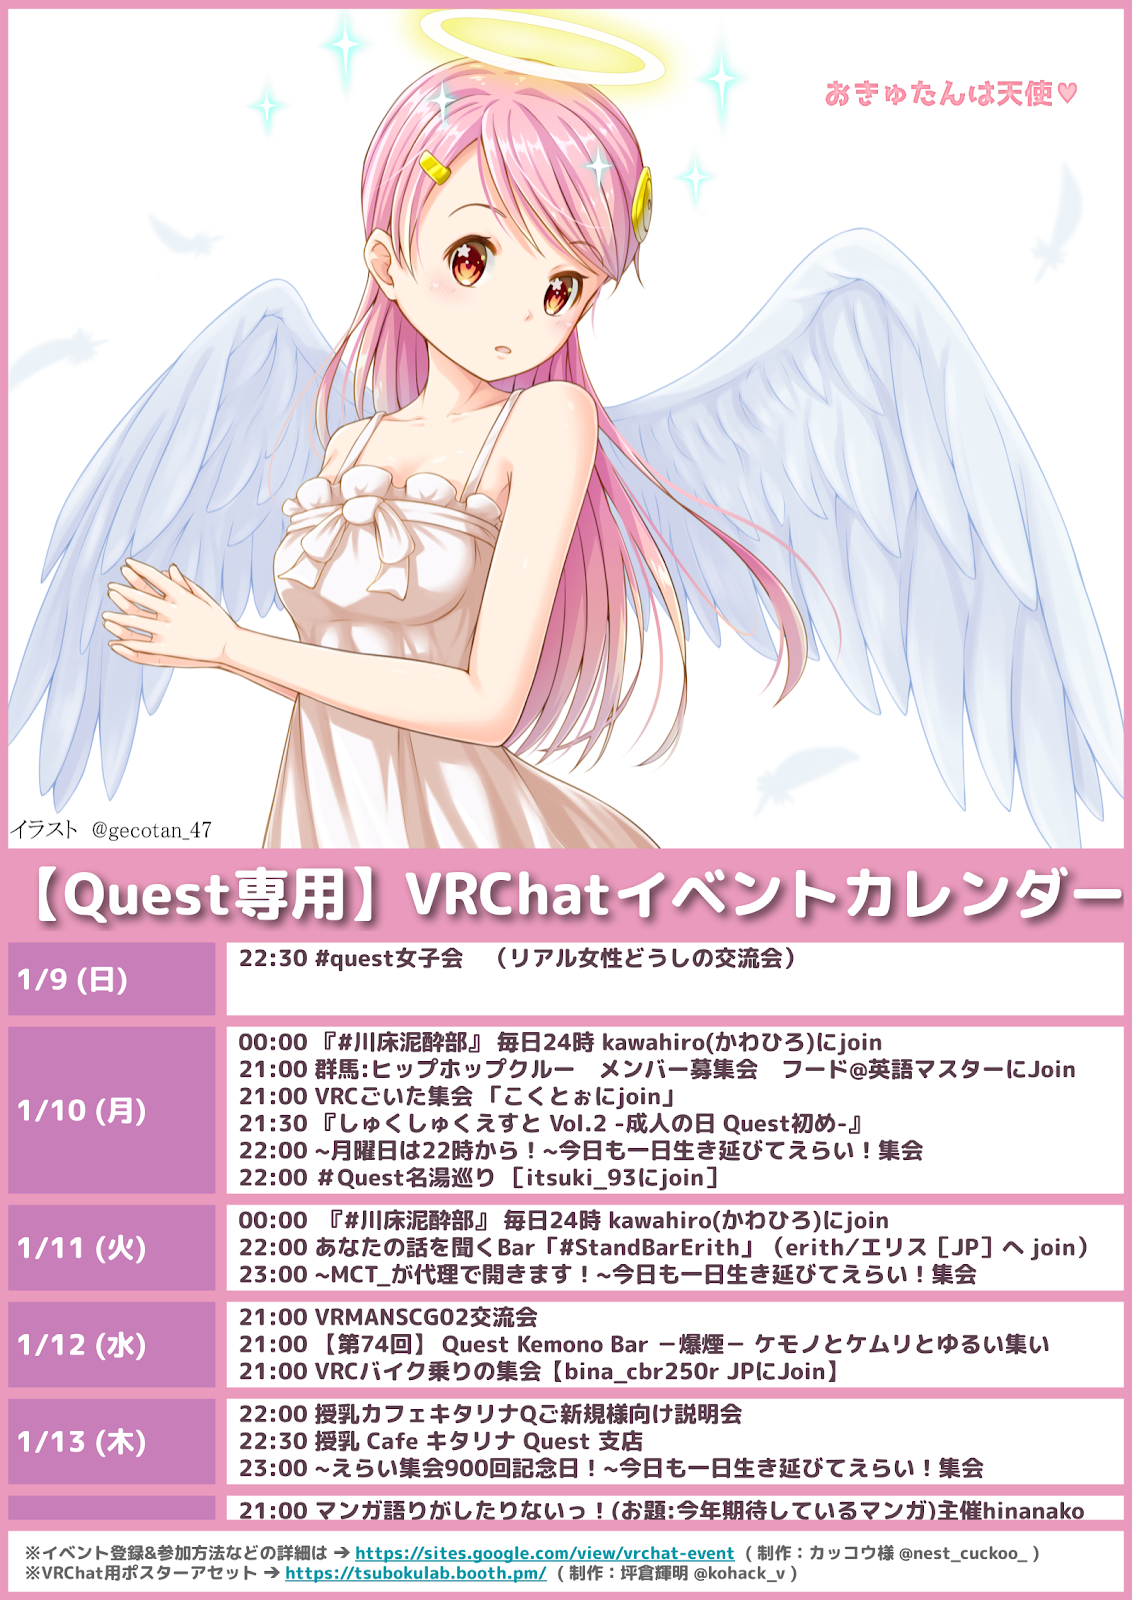 おきゅたんは天使♥
イラスト @gecotan_47
【Quest専用】VRChatイベントカレンダー
1/9 (日)
22:30 #quest女子会 （リアル女性どうしの交流会）
1/10 (月)
00:00 『#川床泥酔部』 毎日24時 kawahiro(かわひろ)にjoin
21:00 群馬:ヒップホップクルー メンバー募集会 フード@英語マスターにJoin
21:00 VRCごいた集会 「こくとぉにjoin」
21:30 『しゅくしゅくえすと Vol.2 -成人の日 Quest初め-』
22:00 ~月曜日は22時から！~今日も一日生き延びてえらい！集会
22:00 ＃Quest名湯巡り ［itsuki_93にjoin］
1/11 (火)
00:00 『#川床泥酔部』 毎日24時 kawahiro(かわひろ)にjoin
22:00 あなたの話を聞くBar「#StandBarErith」（erith/エリス［JP］へ join）
23:00 ~MCT_が代理で開きます！~今日も一日生き延びてえらい！集会
1/12 (水)
21:00 VRMANSCG02交流会
21:00 【第74回】 Quest Kemono Bar －爆煙－ ケモノとケムリとゆるい集い
21:00 VRCバイク乗りの集会【bina_cbr250r JPにJoin】
1/13 (木)
22:00 授乳カフェキタリナQご新規様向け説明会
22:30 授乳 Cafe キタリナ Quest 支店
23:00 ~えらい集会900回記念日！~今日も一日生き延びてえらい！集会
21:00 マンガ語りがしたりないっ！(お題:今年期待しているマンガ)主催hinanako
※イベント登録&参加方法などの詳細は ➔ https://sites.google.com/view/vrchat-event ( 制作：カッコウ様 @nest_cuckoo_ )
※VRChat用ポスターアセット ➔ https://tsubokulab.booth.pm/ ( 制作：坪倉輝明 @kohack_v )